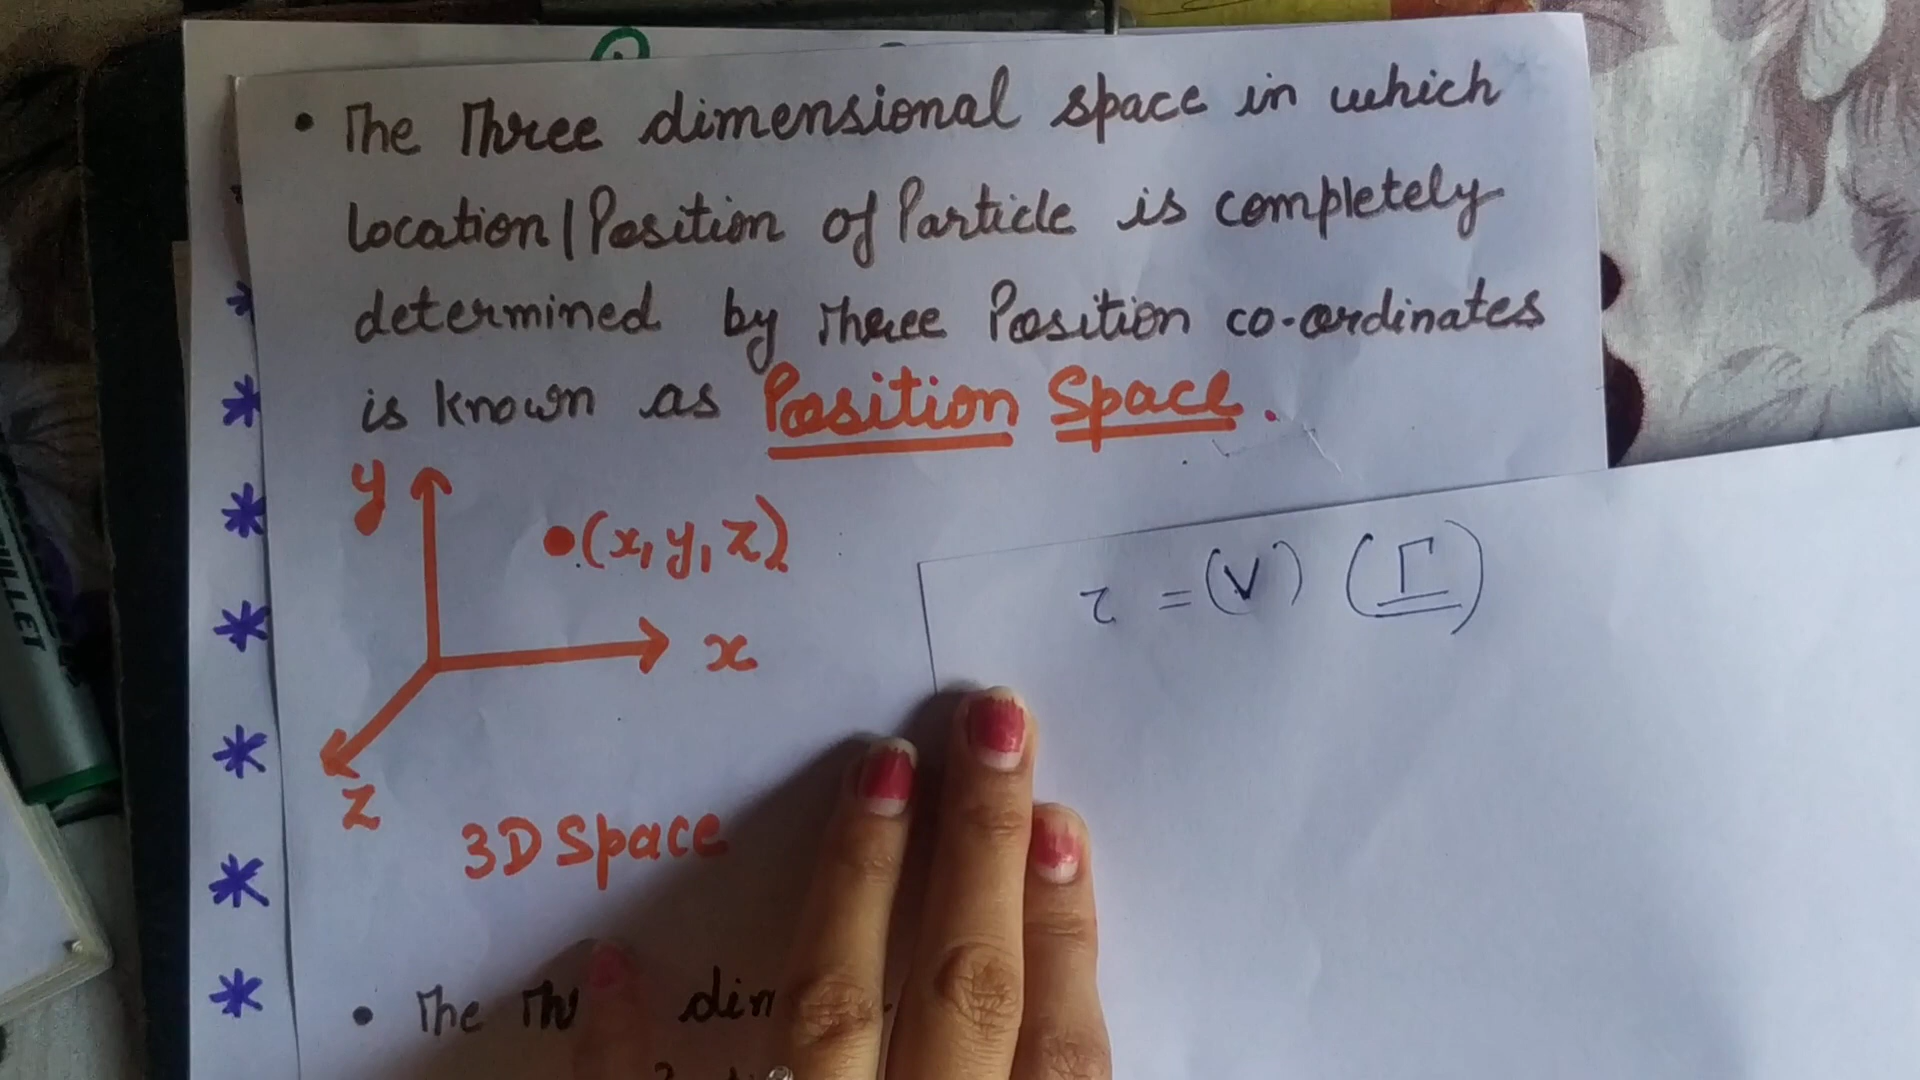 • The Three dimensional space in which
location/Position of Particle is completely
determined by Three Position co-ordinates
is known as Position Space.
y
•(x, y, z)
τ = (V) (Γ)
x
z
3D Space
• The